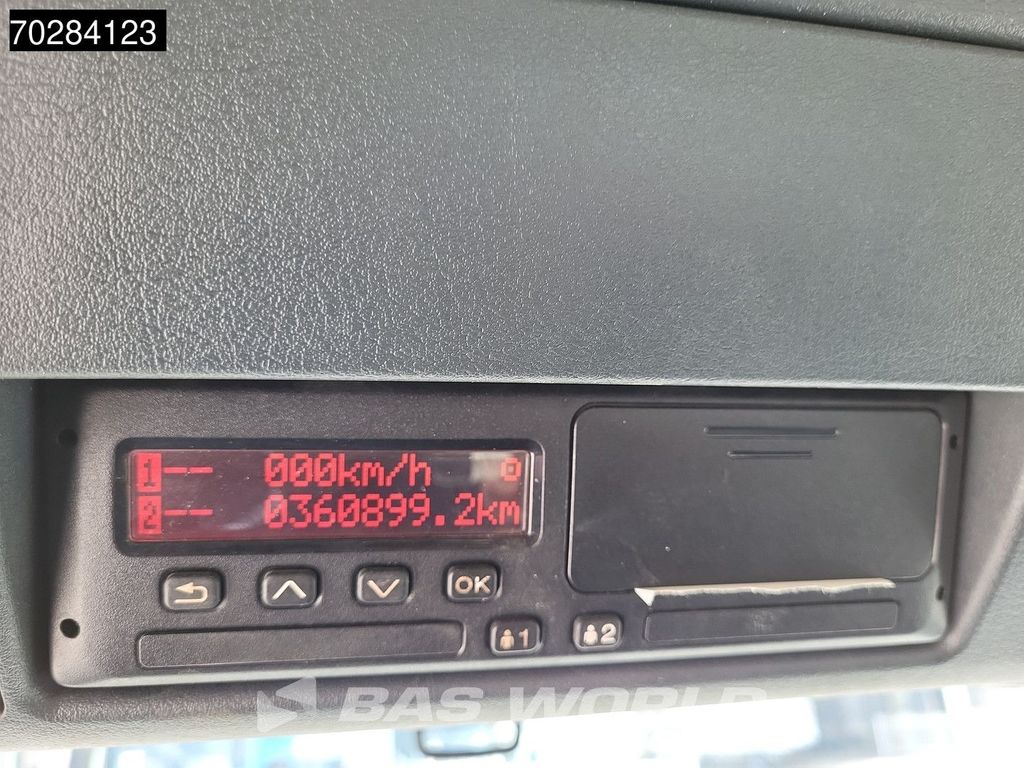 70284123
1-- 000km/h
2-- 0360899.2km
OK
1
2
BAS WORLD